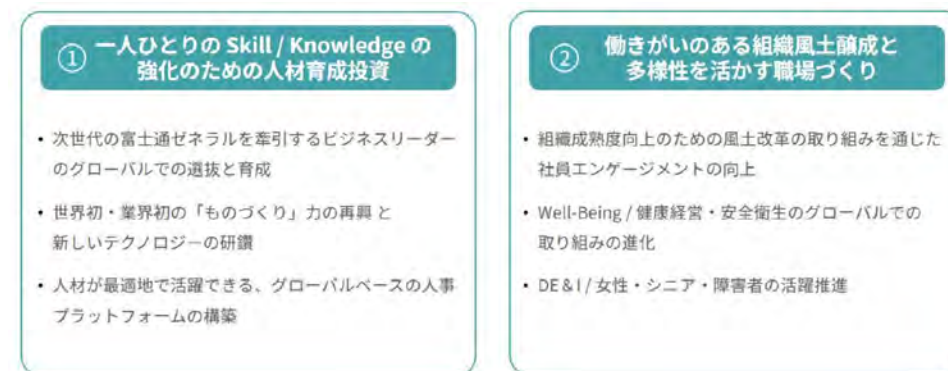 ① 一人ひとりの Skill / Knowledge の
強化のための人材育成投資
• 次世代の富士通ゼネラルを牽引するビジネスリーダー
のグローバルでの選抜と育成
• 世界初・業界初の「ものづくり」力の再興 と
新しいテクノロジーの研鑽
• 人材が最適地で活躍できる、グローバルベースの人事
プラットフォームの構築
② 働きがいのある組織風土醸成と
多様性を活かす職場づくり
• 組織成熟度向上のための風土改革の取り組みを通じた
社員エンゲージメントの向上
• Well-Being / 健康経営・安全衛生のグローバルでの
取り組みの進化
• DE&I / 女性・シニア・障害者の活躍推進